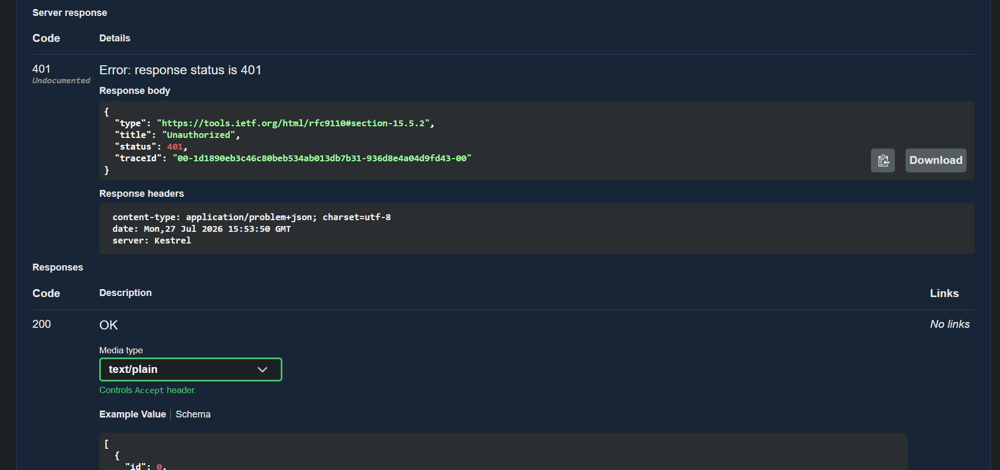 Server response
Code Details
401 Error: response status is 401
Undocumented
Response body
{
  "type": "https://tools.ietf.org/html/rfc9110#section-15.5.2",
  "title": "Unauthorized",
  "status": 401,
  "traceId": "00-1d1890eb3c46c80beb534ab013db7b31-936d8e4a04d9fd43-00"
}
Download
Response headers
content-type: application/problem+json; charset=utf-8
date: Mon,27 Jul 2026 15:53:50 GMT
server: Kestrel
Responses
Code Description Links
200 OK No links
Media type
text/plain
Controls Accept header.
Example Value Schema
[
  {
    "id": 0,